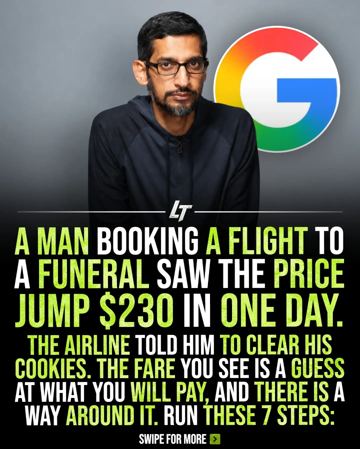 G
LT
A MAN BOOKING A FLIGHT TO
A FUNERAL SAW THE PRICE
JUMP $230 IN ONE DAY.
THE AIRLINE TOLD HIM TO CLEAR HIS
COOKIES. THE FARE YOU SEE IS A GUESS
AT WHAT YOU WILL PAY, AND THERE IS A
WAY AROUND IT. RUN THESE 7 STEPS:
SWIPE FOR MORE